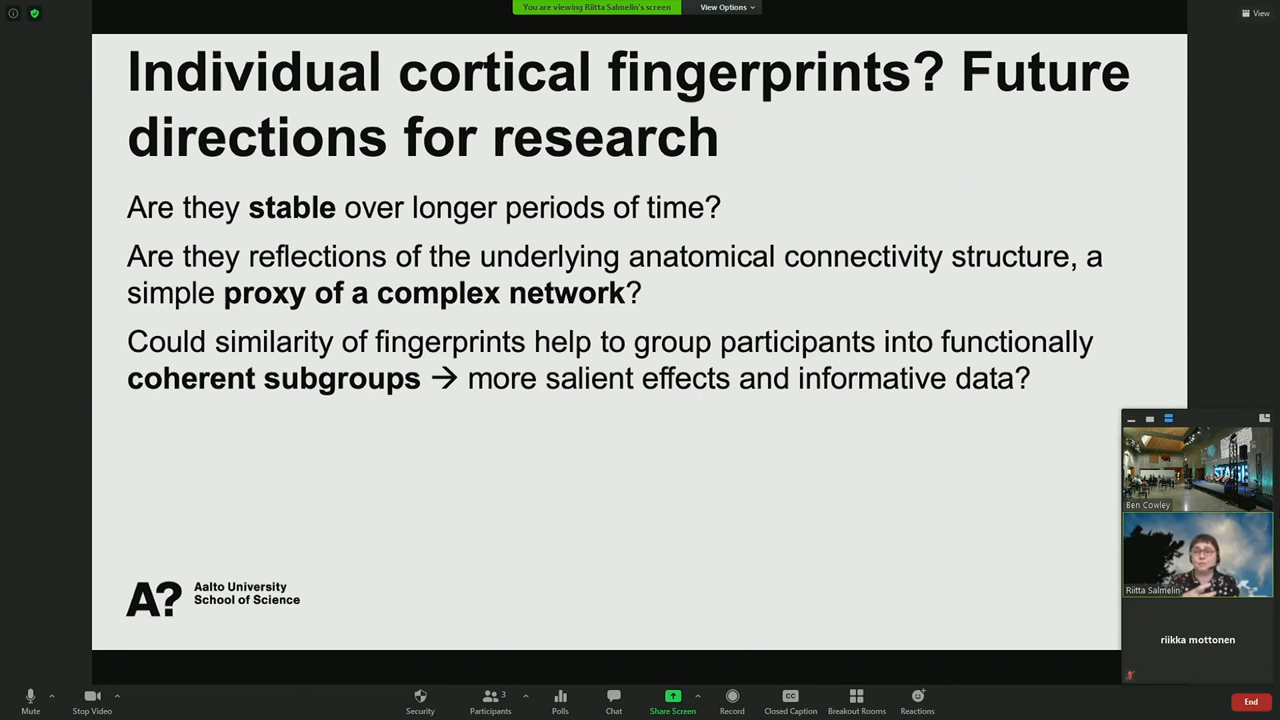 You are viewing Riitta Salmelin's screen
View Options
View
Individual cortical fingerprints? Future
directions for research
Are they stable over longer periods of time?
Are they reflections of the underlying anatomical connectivity structure, a
simple proxy of a complex network?
Could similarity of fingerprints help to group participants into functionally
coherent subgroups → more salient effects and informative data?
STAGE
Ben Cowley
Riitta Salmelin
riikka mottonen
A?
Aalto University
School of Science
Mute
Stop Video
Security
Participants
3
Polls
Chat
Share Screen
Record
Closed Caption
Breakout Rooms
Reactions
End